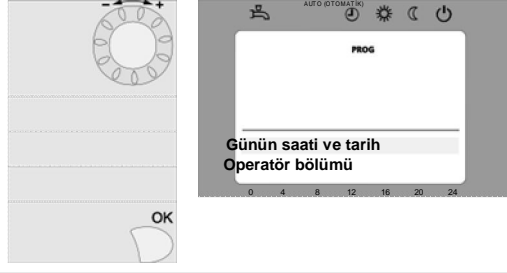 - +
OK
AUTO (OTOMATİK)
PROG
Günün saati ve tarih
Operatör bölümü
0 4 8 12 16 20 24